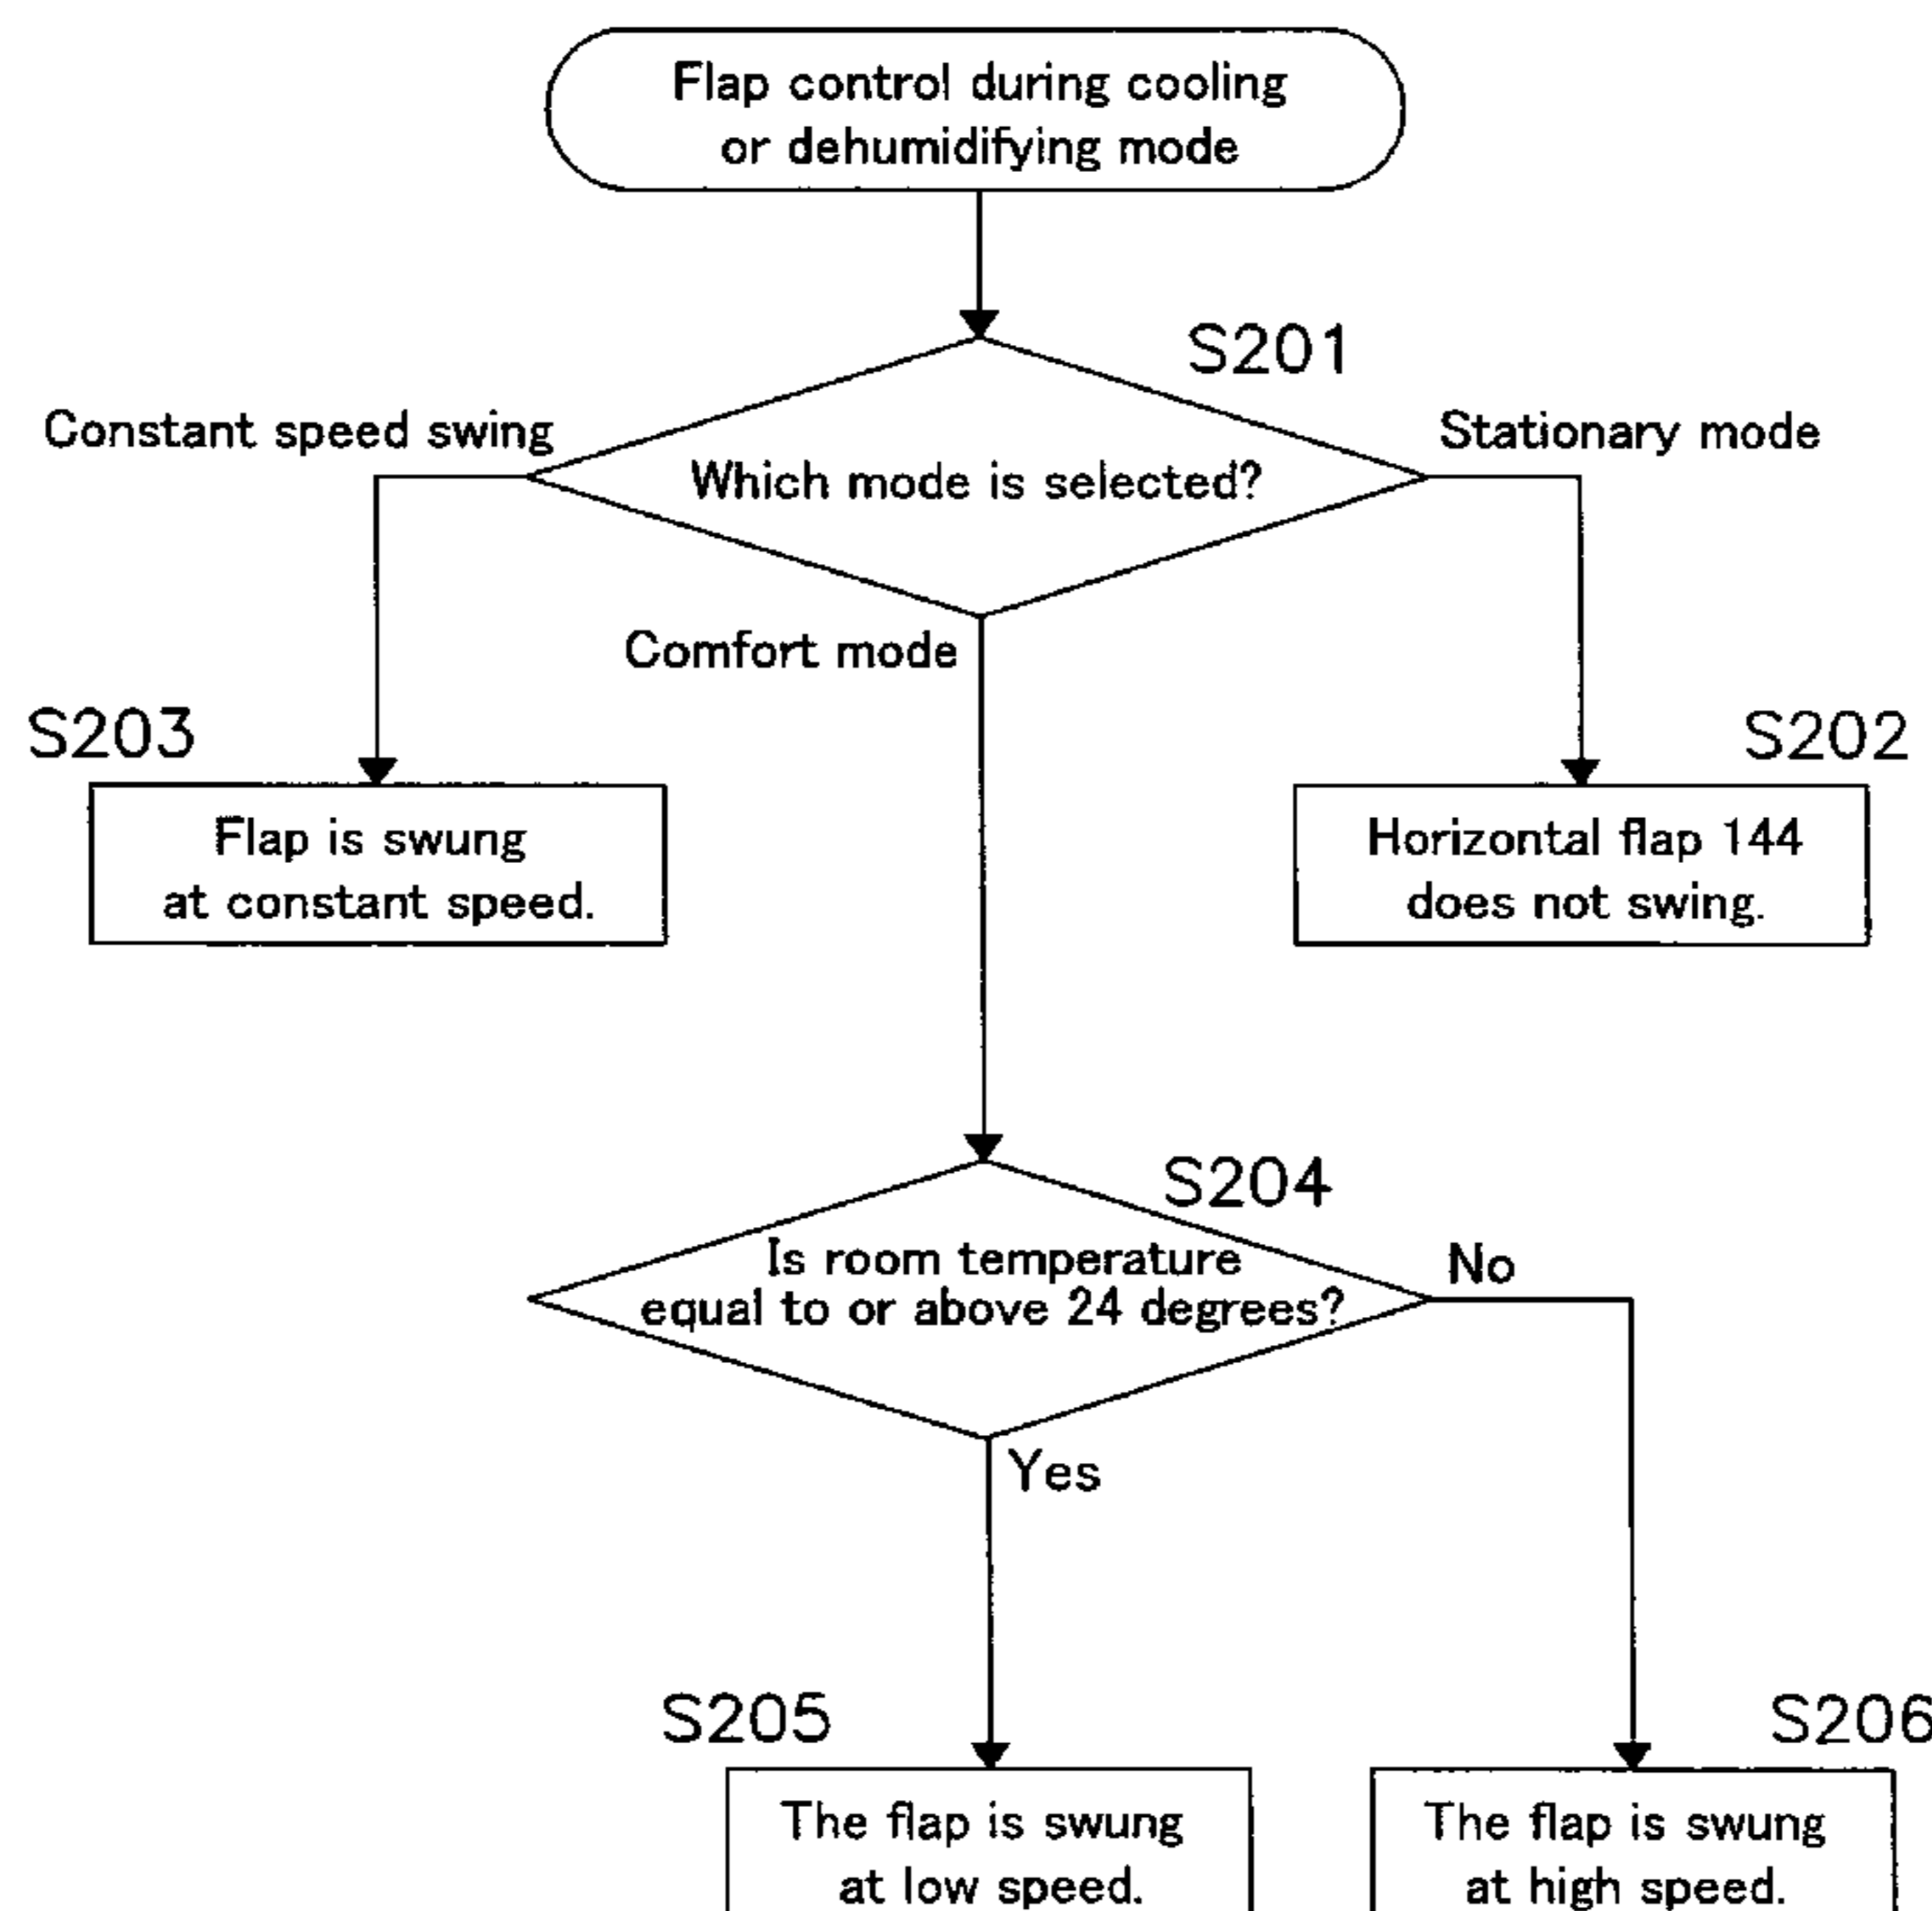 Flap control during cooling
or dehumidifying mode
S201
Constant speed swing
Which mode is selected?
Stationary mode
Comfort mode
S203
S202
Flap is swung
at constant speed.
Horizontal flap 144
does not swing.
S204
Is room temperature
equal to or above 24 degrees?
No
Yes
S205
S206
The flap is swung
at low speed.
The flap is swung
at high speed.